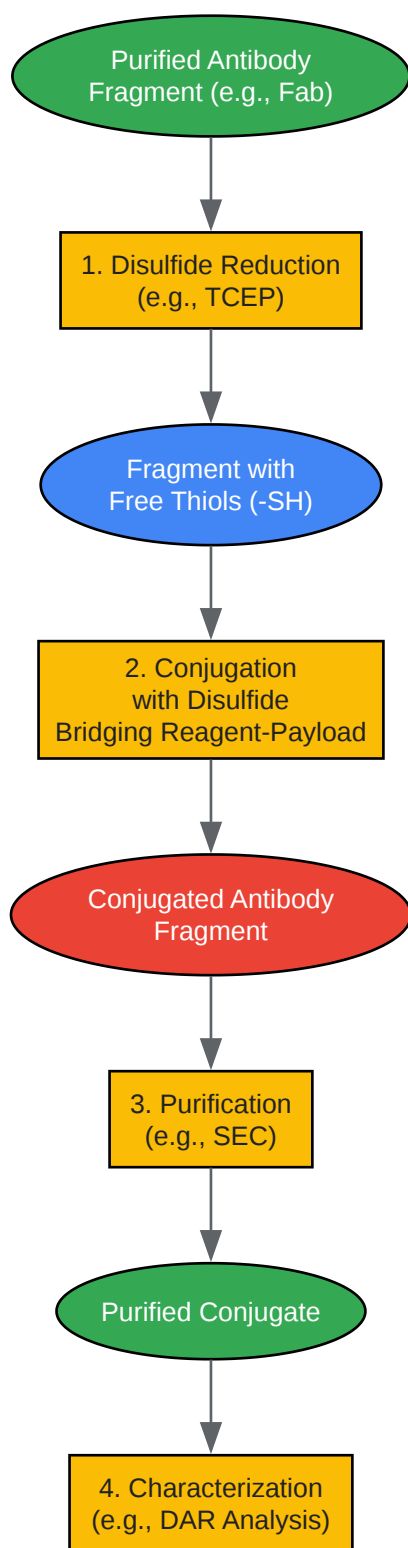 Purified Antibody
Fragment (e.g., Fab)
1. Disulfide Reduction
(e.g., TCEP)
Fragment with
Free Thiols (-SH)
2. Conjugation
with Disulfide
Bridging Reagent-Payload
Conjugated Antibody
Fragment
3. Purification
(e.g., SEC)
Purified Conjugate
4. Characterization
(e.g., DAR Analysis)